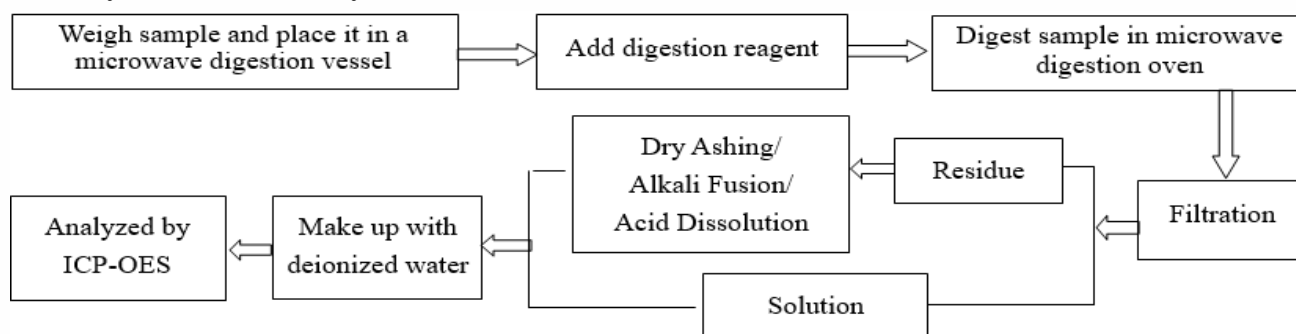 Weigh sample and place it in a
microwave digestion vessel
Add digestion reagent
Digest sample in microwave
digestion oven
Filtration
Residue
Dry Ashing/
Alkali Fusion/
Acid Dissolution
Solution
Make up with
deionized water
Analyzed by
ICP-OES